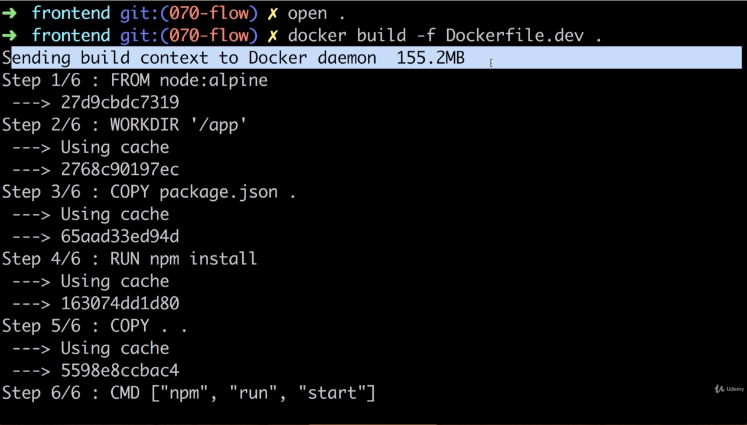 ➜ frontend git:(070-flow) ✗ open .
➜ frontend git:(070-flow) ✗ docker build -f Dockerfile.dev .
Sending build context to Docker daemon  155.2MB
Step 1/6 : FROM node:alpine
 ---> 27d9cbdc7319
Step 2/6 : WORKDIR '/app'
 ---> Using cache
 ---> 2768c90197ec
Step 3/6 : COPY package.json .
 ---> Using cache
 ---> 65aad33ed94d
Step 4/6 : RUN npm install
 ---> Using cache
 ---> 163074dd1d80
Step 5/6 : COPY . .
 ---> Using cache
 ---> 5598e8ccbac4
Step 6/6 : CMD ["npm", "run", "start"]
Udemy